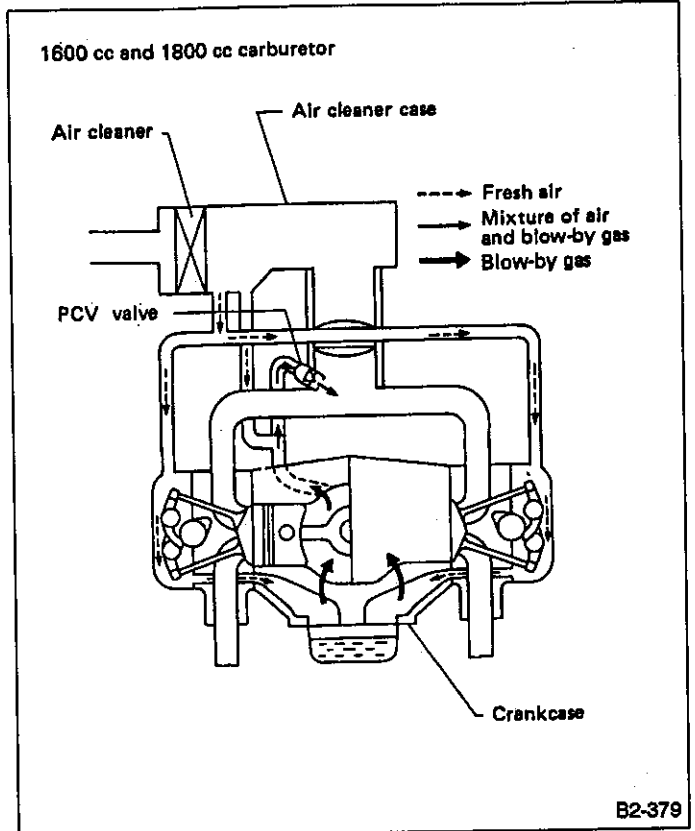 1600 cc and 1800 cc carburetor
Air cleaner case
Air cleaner
Fresh air
Mixture of air
and blow-by gas
Blow-by gas
PCV valve
Crankcase
B2-379